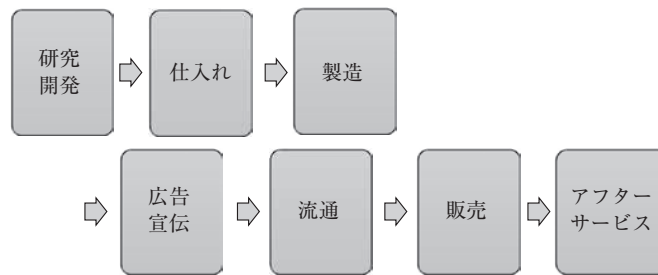 研究
開発
仕入れ
製造
広告
宣伝
流通
販売
アフター
サービス